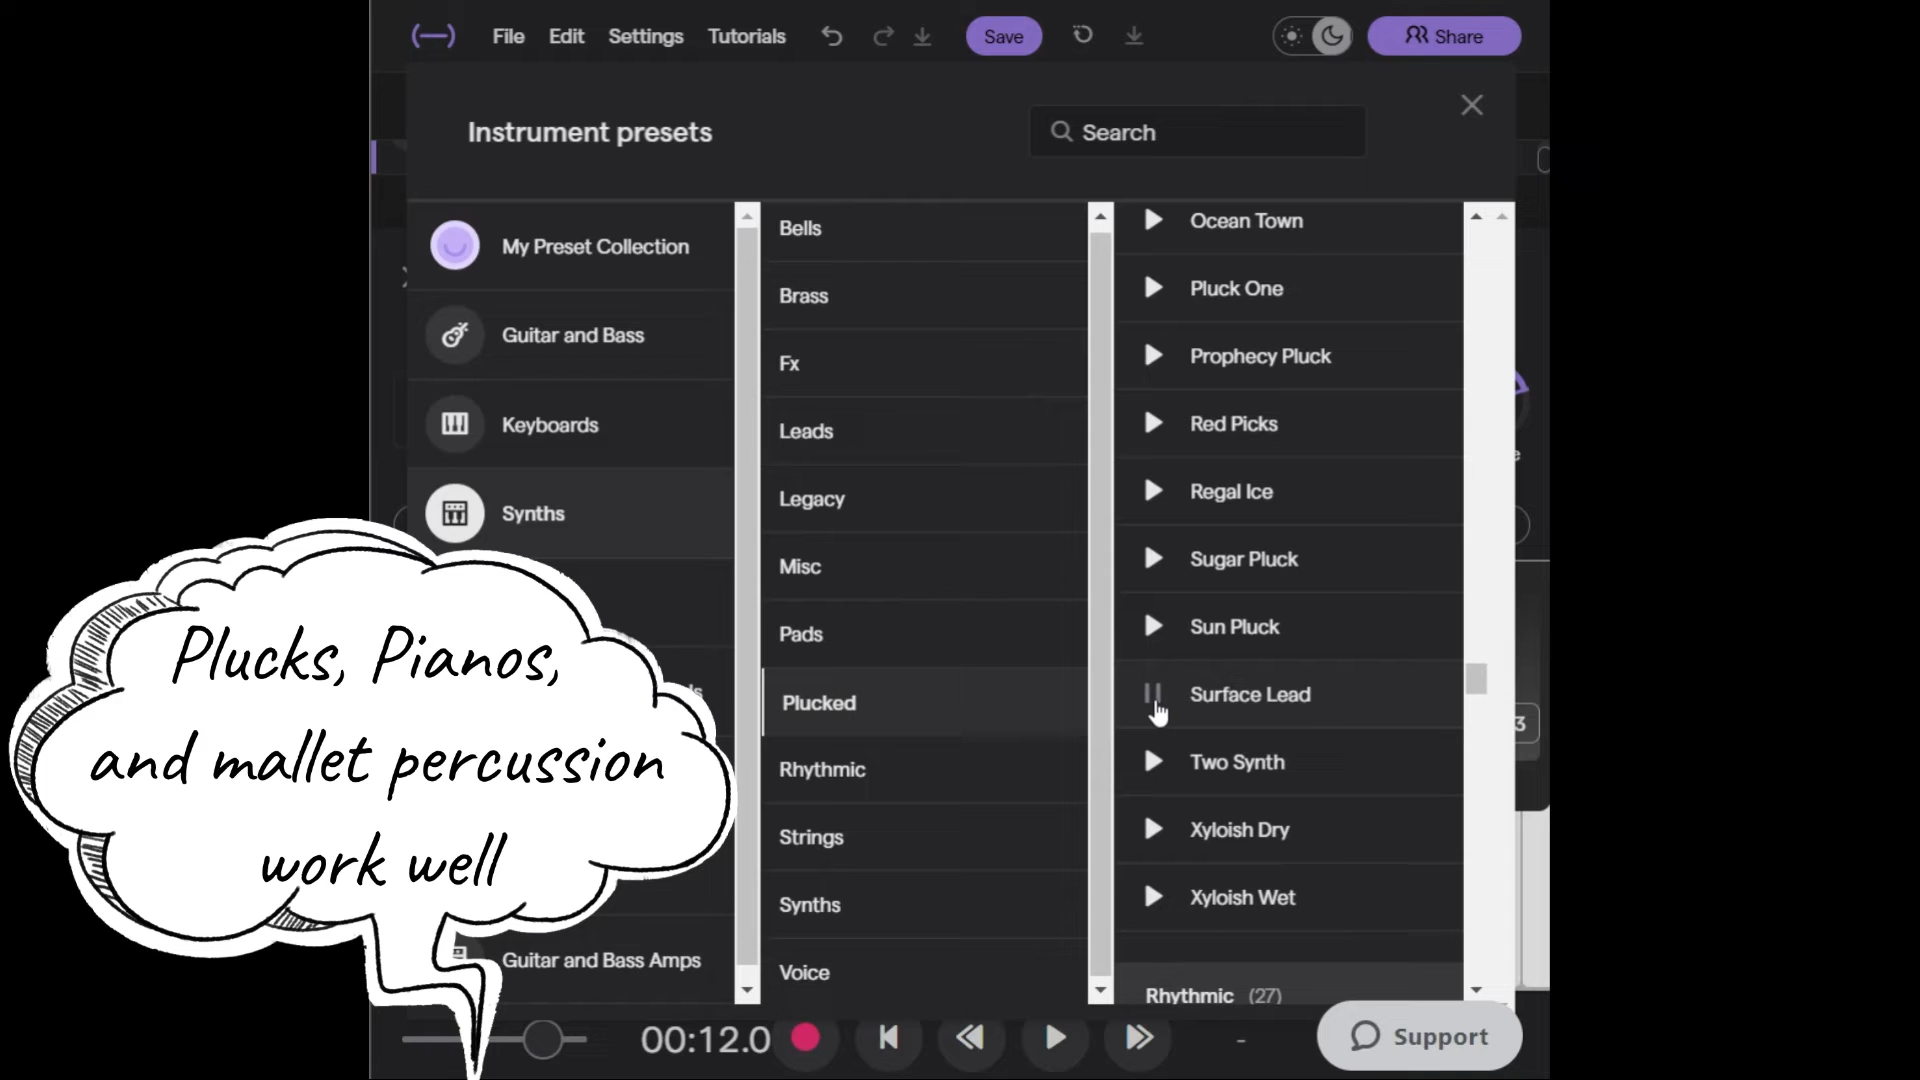 File Edit Settings Tutorials Save Share
Instrument presets
Search
My Preset Collection
Guitar and Bass
Keyboards
Synths
Guitar and Bass Amps
Bells
Brass
Fx
Leads
Legacy
Misc
Pads
Plucked
Rhythmic
Strings
Synths
Voice
Ocean Town
Pluck One
Prophecy Pluck
Red Picks
Regal Ice
Sugar Pluck
Sun Pluck
Surface Lead
Two Synth
Xyloish Dry
Xyloish Wet
Rhythmic (27)
Plucks, Pianos,
and mallet percussion
work well
00:12.0
-
Support
3